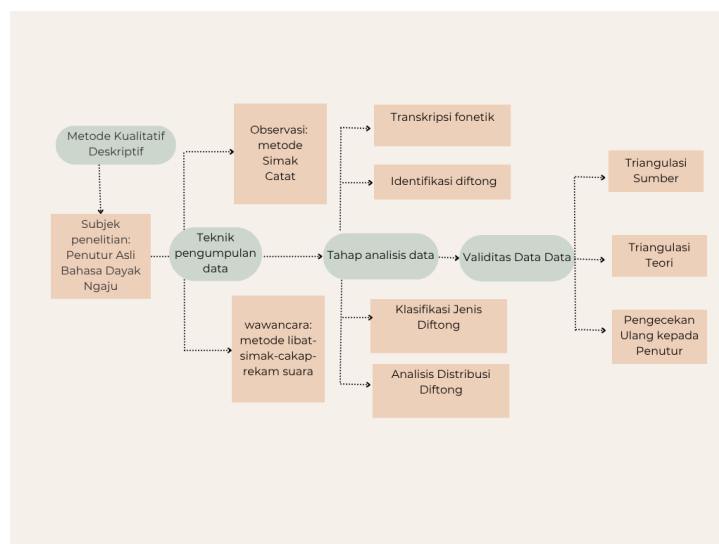 Metode Kualitatif
Deskriptif
Subjek
penelitian:
Penutur Asli
Bahasa Dayak
Ngaju
Teknik
pengumpulan
data
Observasi:
metode
Simak
Catat
wawancara:
metode libat-
simak-cakap-
rekam suara
Tahap analisis data
Transkripsi fonetik
Identifikasi diftong
Klasifikasi Jenis
Diftong
Analisis Distribusi
Diftong
Validitas Data Data
Triangulasi
Sumber
Triangulasi
Teori
Pengecekan
Ulang kepada
Penutur